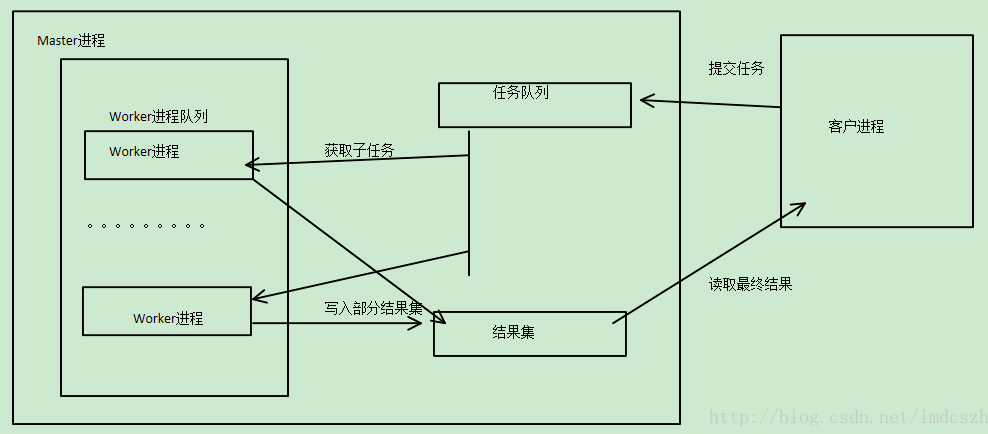 Master进程
Worker进程队列
Worker进程
。。。。。。。。。
Worker进程
任务队列
获取子任务
写入部分结果集
结果集
提交任务
客户进程
读取最终结果
http://blog.csdn.net/lmdcszh